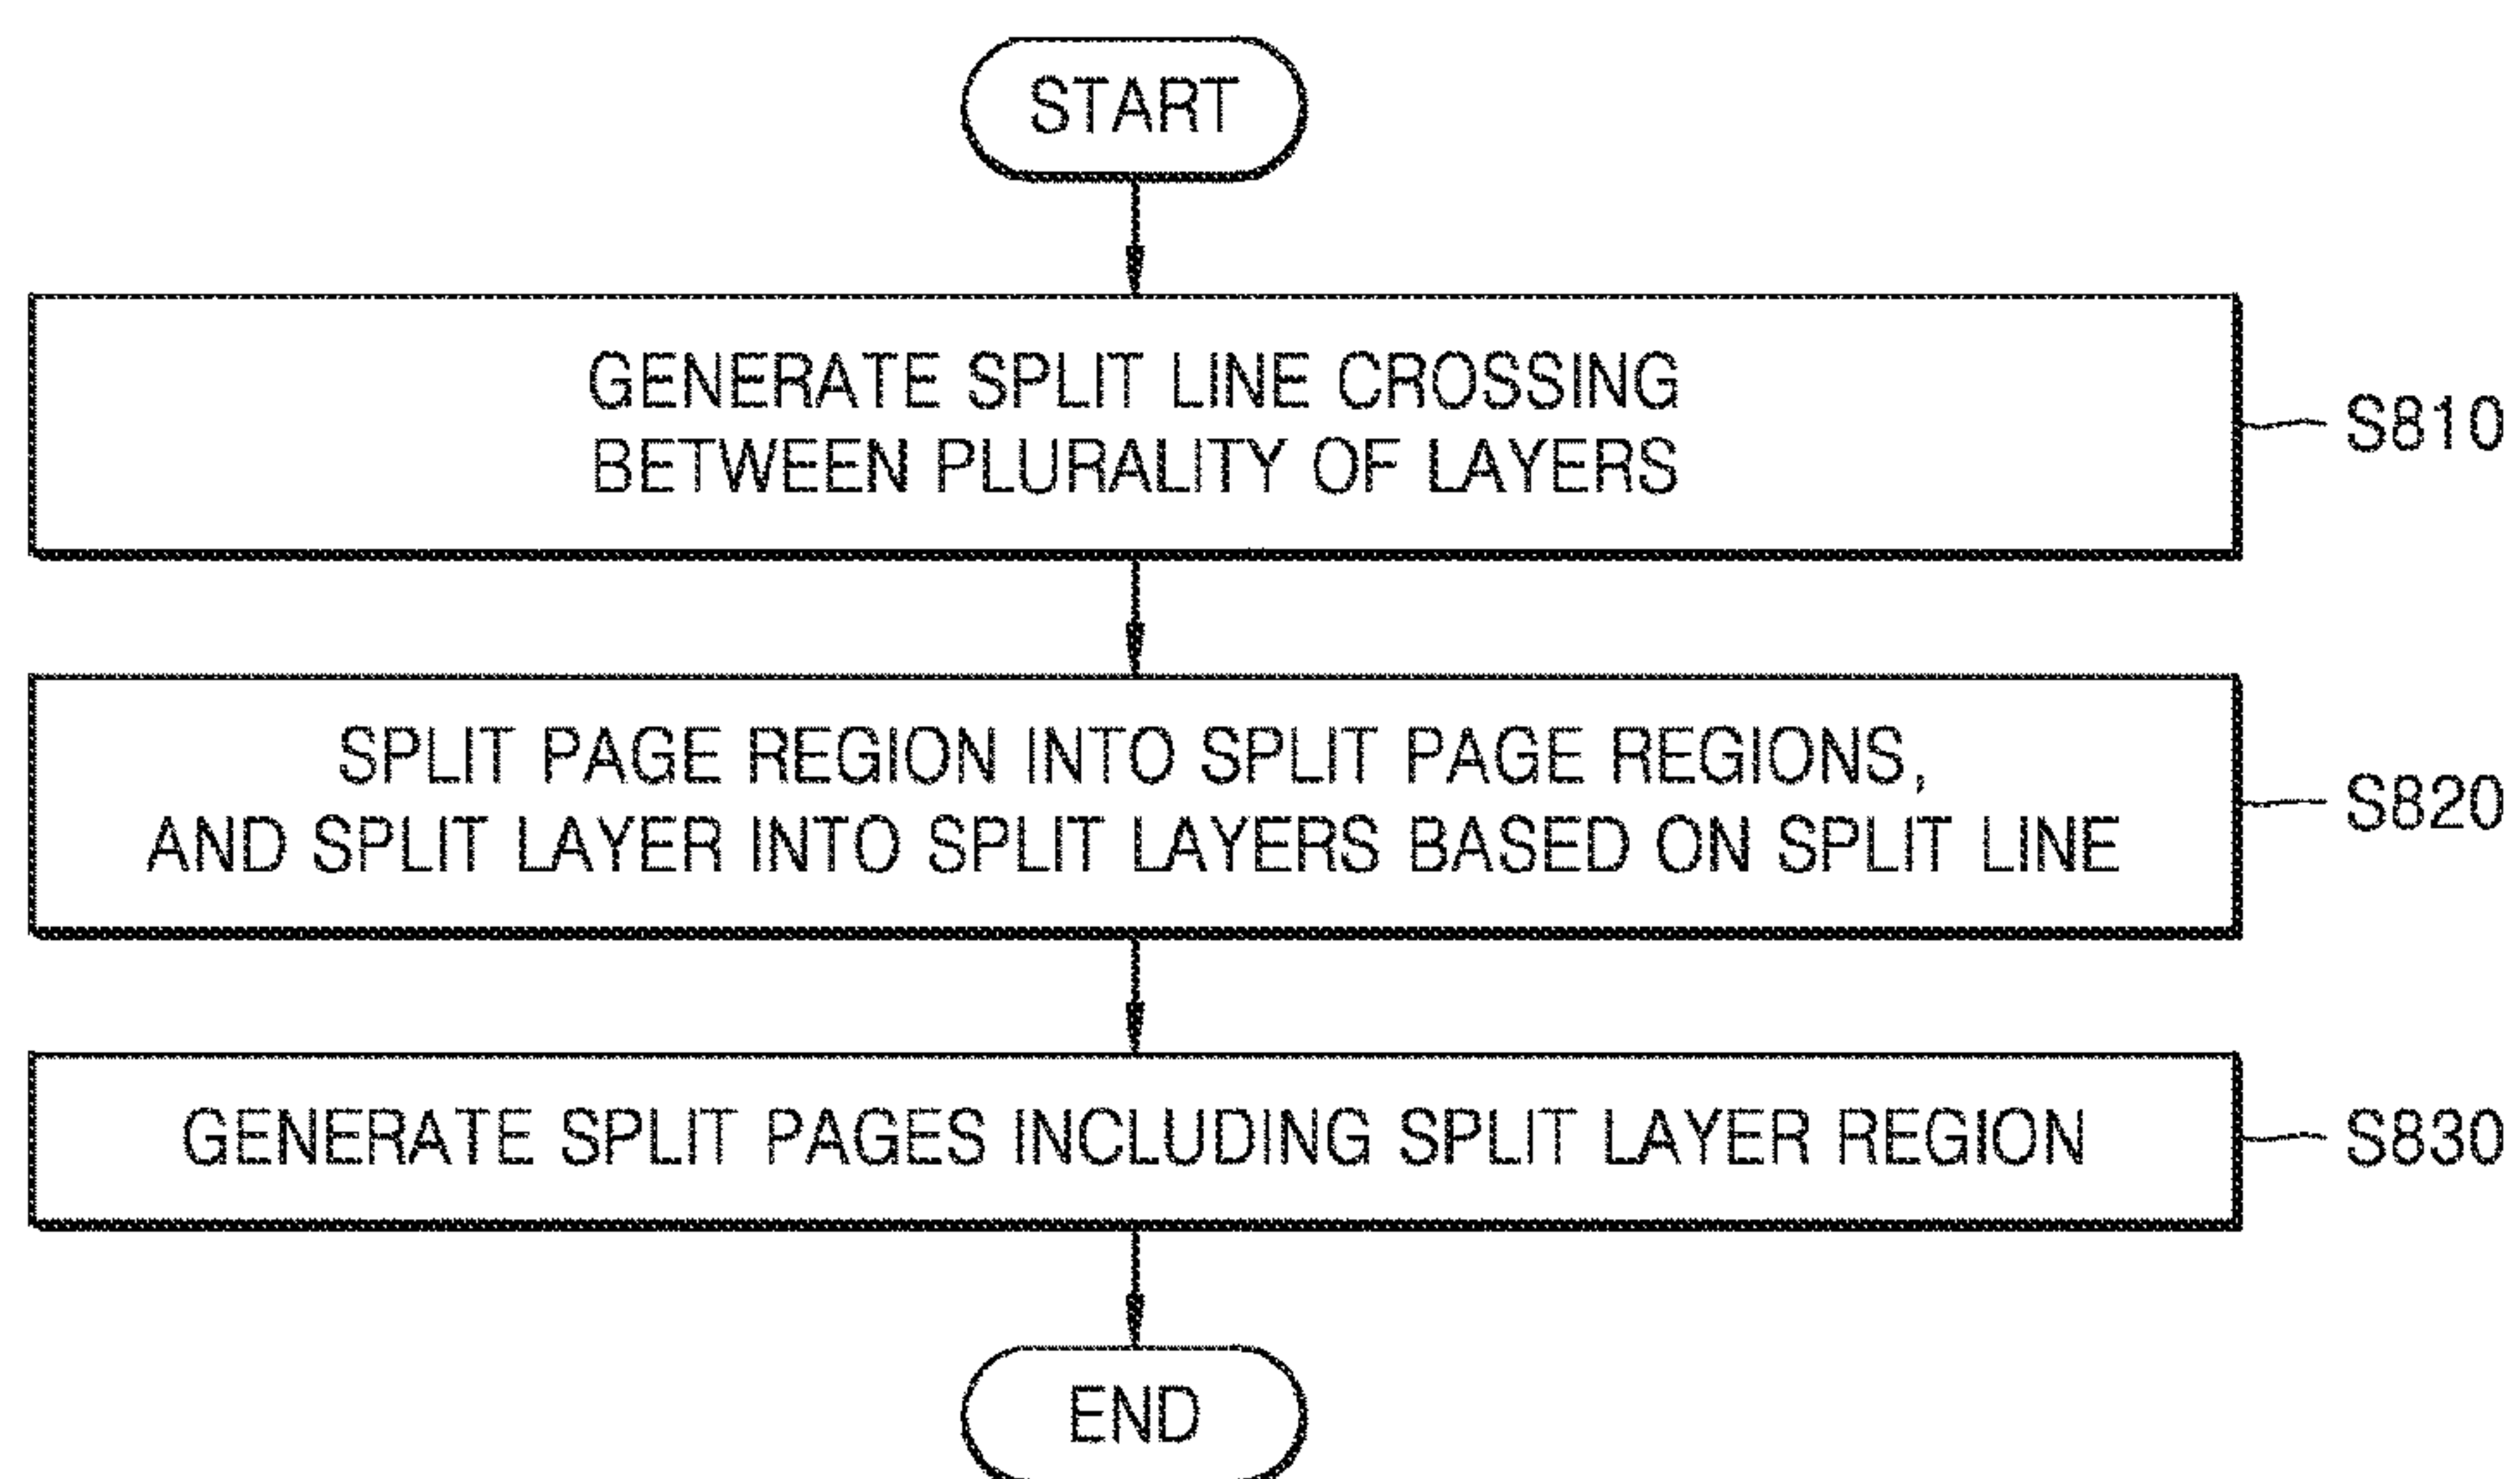 START
GENERATE SPLIT LINE CROSSING
BETWEEN PLURALITY OF LAYERS
S810
SPLIT PAGE REGION INTO SPLIT PAGE REGIONS,
AND SPLIT LAYER INTO SPLIT LAYERS BASED ON SPLIT LINE
S820
GENERATE SPLIT PAGES INCLUDING SPLIT LAYER REGION
S830
END